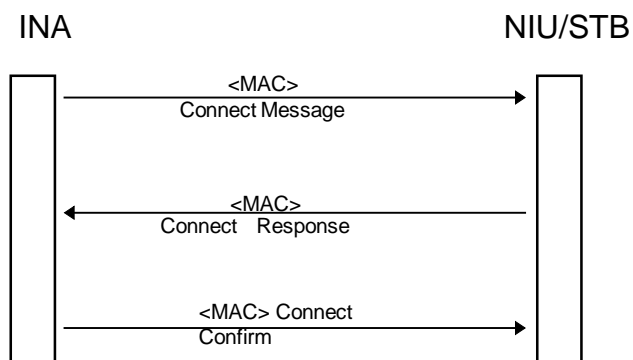 INA NIU/STB
<MAC>
Connect Message
<MAC>
Connect Response
<MAC> Connect
Confirm